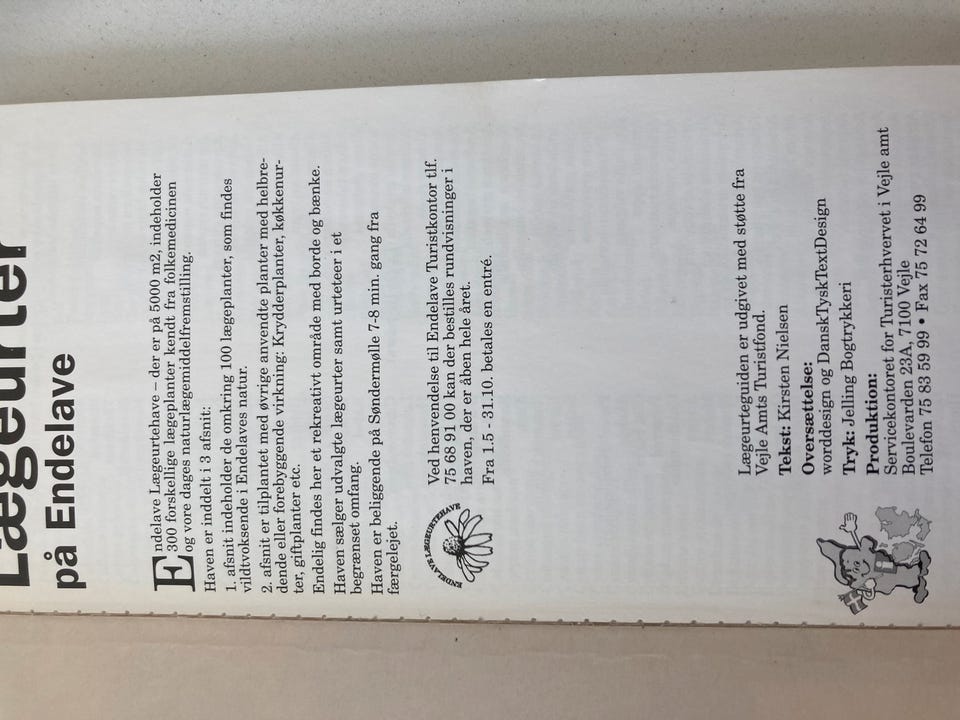 Lægeurter
på Endelave
Endelave Lægeurtehave – der er på 5000 m2, indeholder
300 forskellige lægeplanter kendt fra folkemedicinen
og vore dages naturlægemiddelfremstilling.
Haven er inddelt i 3 afsnit:
1. afsnit indeholder de omkring 100 lægeplanter, som findes
vildtvoksende i Endelaves natur.
2. afsnit er tilplantet med øvrige anvendte planter med helbre-
dende eller forebyggende virkning: Krydderplanter, køkkenur-
ter, giftplanter etc.
Endelig findes her et rekreativt område med borde og bænke.
Haven sælger udvalgte lægeurter samt urteteer i et
begrænset omfang.
Haven er beliggende på Søndermølle 7-8 min. gang fra
færgelejet.
ENDELAVE LÆGEURTEHAVE
Ved henvendelse til Endelave Turistkontor tlf.
75 68 91 00 kan der bestilles rundvisninger i
haven, der er åben hele året.
Fra 1.5 - 31.10. betales en entré.
Lægeurteguiden er udgivet med støtte fra
Vejle Amts Turistfond.
Tekst: Kirsten Nielsen
Oversættelse:
worddesign og DanskTyskTextDesign
Tryk: Jelling Bogtrykkeri
Produktion:
Servicekontoret for Turisterhvervet i Vejle amt
Boulevarden 23A, 7100 Vejle
Telefon 75 83 59 99 • Fax 75 72 64 99